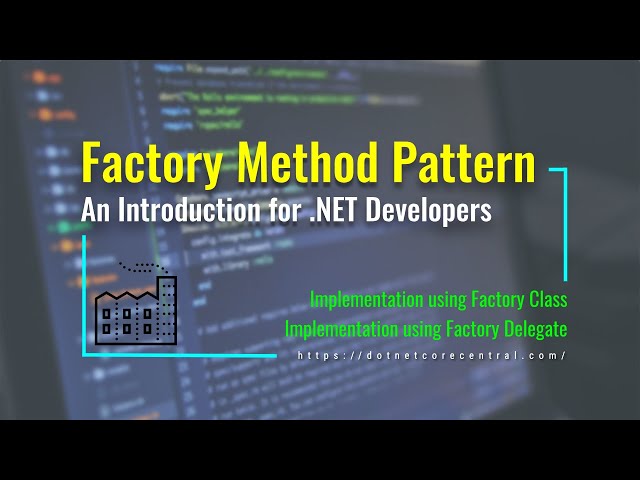 Factory Method Pattern
An Introduction for .NET Developers
Implementation using Factory Class
Implementation using Factory Delegate
https://dotnetcorecentral.com/